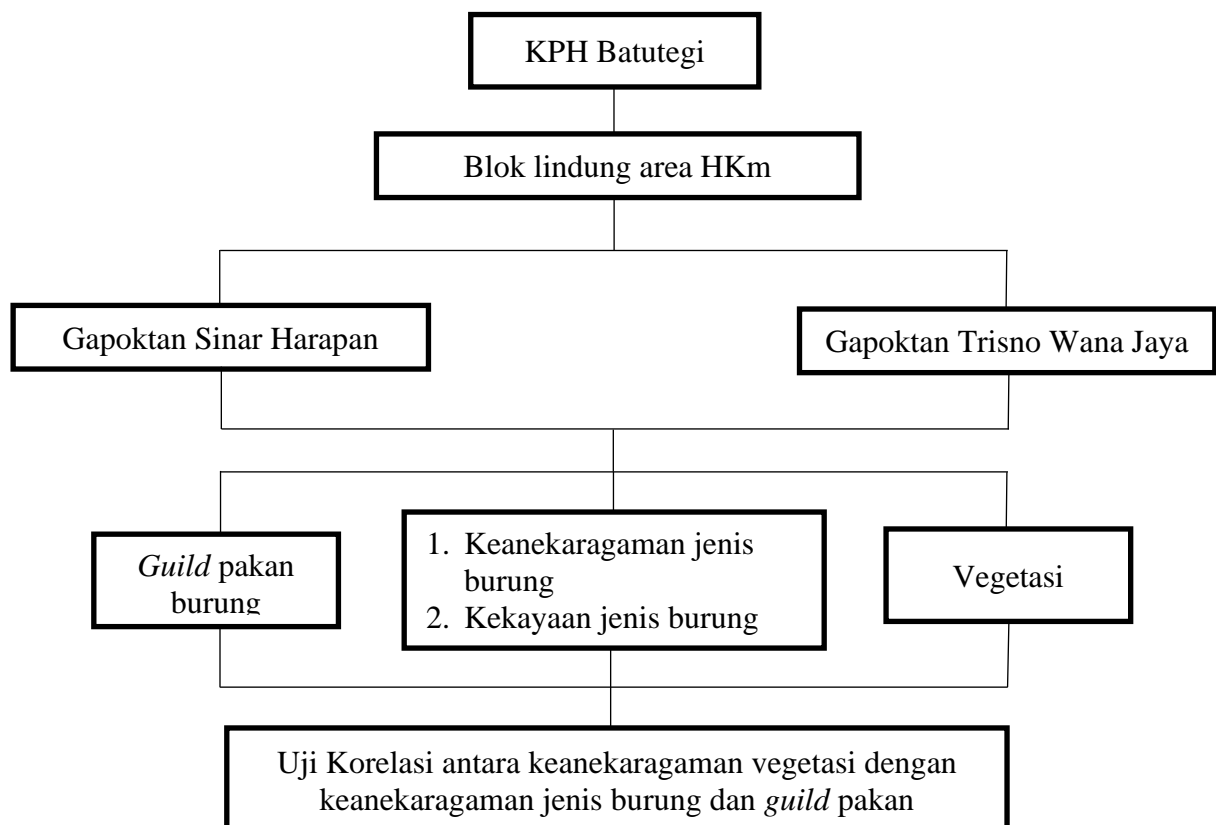 KPH Batutegi
Blok lindung area HKm
Gapoktan Sinar Harapan
Gapoktan Trisno Wana Jaya
Guild pakan
burung
1. Keanekaragaman jenis
burung
2. Kekayaan jenis burung
Vegetasi
Uji Korelasi antara keanekaragaman vegetasi dengan
keanekaragaman jenis burung dan guild pakan